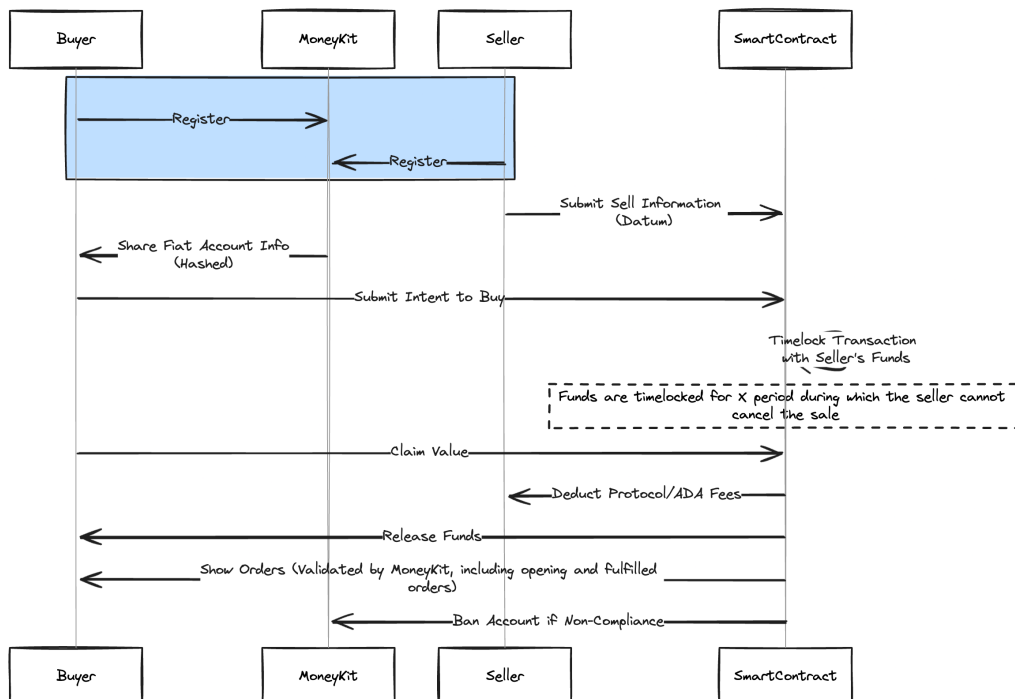 Buyer
MoneyKit
Seller
SmartContract
Register
Register
Submit Sell Information
(Datum)
Share Fiat Account Info
(Hashed)
Submit Intent to Buy
Timelock Transaction
with Seller's Funds
Funds are timelocked for X period during which the seller cannot
cancel the sale
Claim Value
Deduct Protocol/ADA Fees
Release Funds
Show Orders (Validated by MoneyKit, including opening and fulfilled
orders)
Ban Account if Non-Compliance
Buyer
MoneyKit
Seller
SmartContract